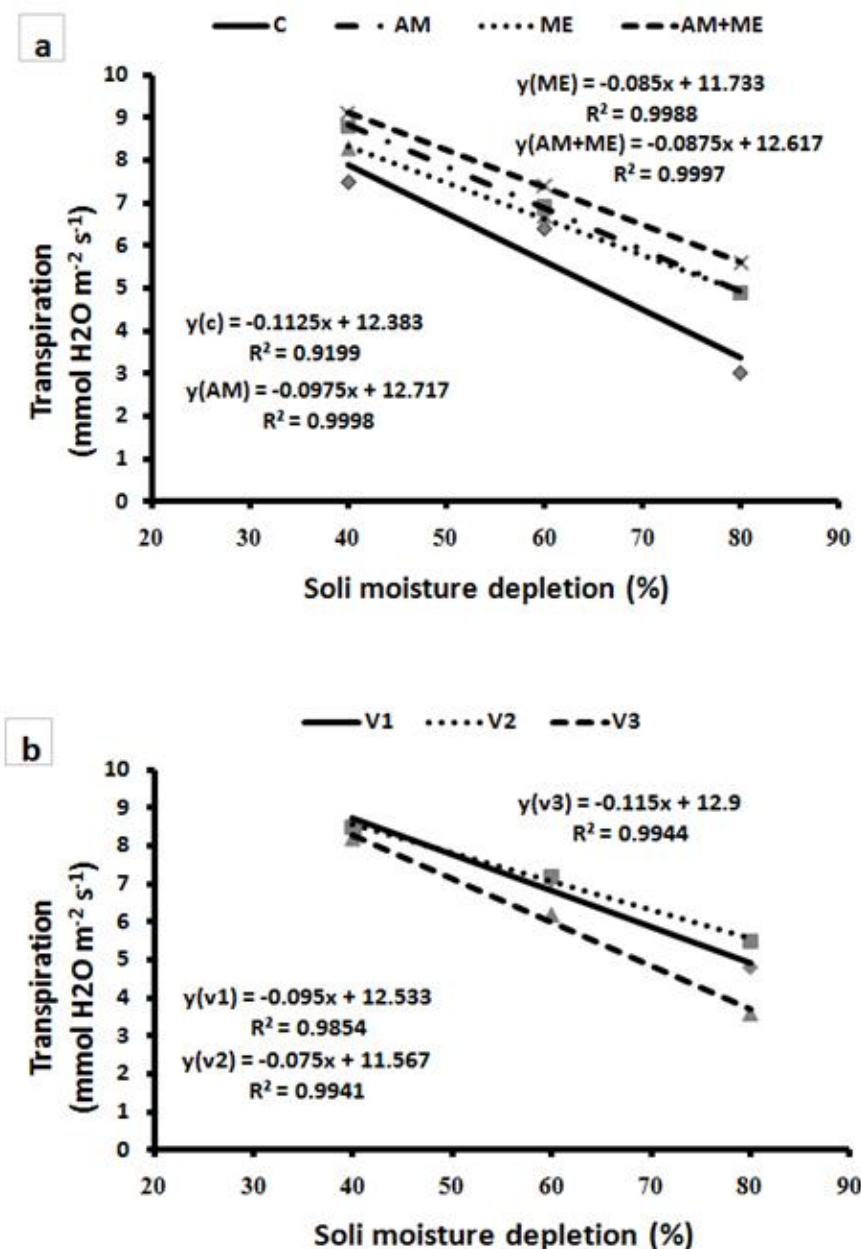 a
C AM ME AM+ME
Transpiration
(mmol H2O m⁻² s⁻¹)
10
9
8
7
6
5
4
3
2
1
0
y(ME) = -0.085x + 11.733
R² = 0.9988
y(AM+ME) = -0.0875x + 12.617
R² = 0.9997
y(c) = -0.1125x + 12.383
R² = 0.9199
y(AM) = -0.0975x + 12.717
R² = 0.9998
20 30 40 50 60 70 80 90
Soli moisture depletion (%)
b
V1 V2 V3
Transpiration
(mmol H2O m⁻² s⁻¹)
10
9
8
7
6
5
4
3
2
1
0
y(v3) = -0.115x + 12.9
R² = 0.9944
y(v1) = -0.095x + 12.533
R² = 0.9854
y(v2) = -0.075x + 11.567
R² = 0.9941
20 30 40 50 60 70 80 90
Soli moisture depletion (%)